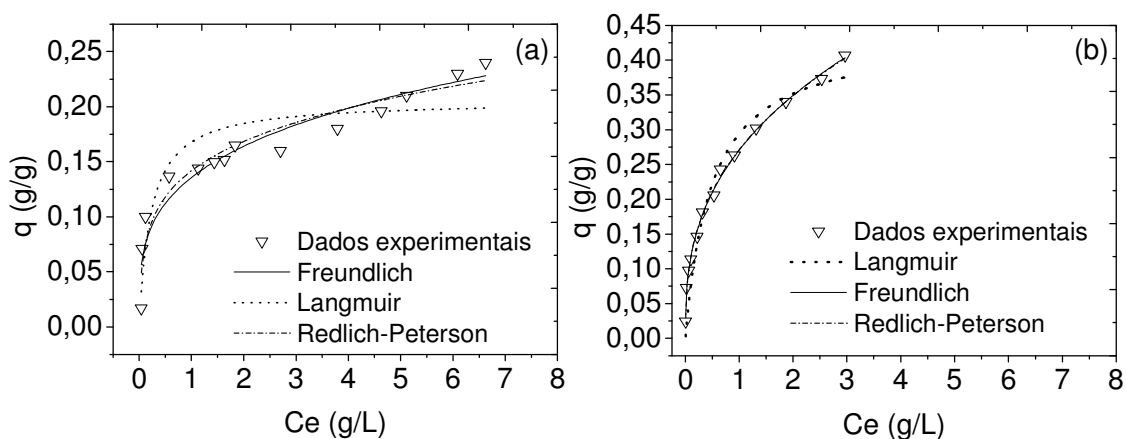 (a)
0,25
0,20
0,15
0,10
0,05
0,00
q (g/g)
Dados experimentais
Freundlich
Langmuir
Redlich-Peterson
0 1 2 3 4 5 6 7 8
Ce (g/L)
(b)
0,45
0,40
0,35
0,30
0,25
0,20
0,15
0,10
0,05
0,00
q (g/g)
Dados experimentais
Langmuir
Freundlich
Redlich-Peterson
0 1 2 3 4 5 6 7 8
Ce (g/L)